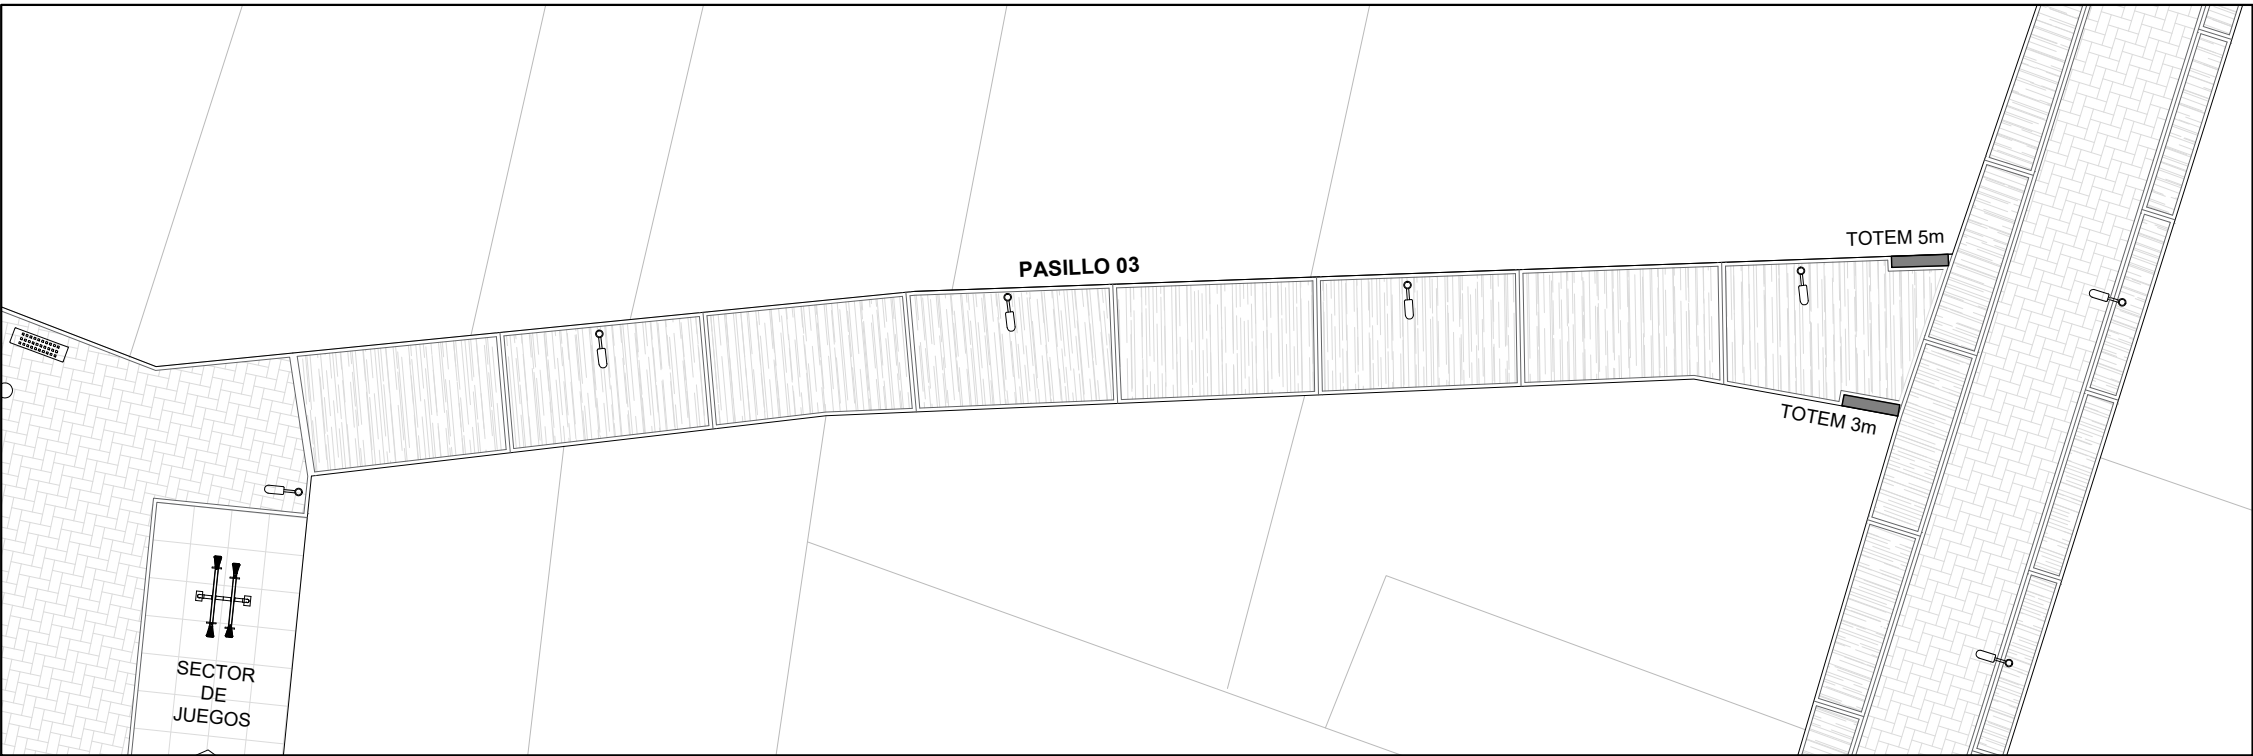 TOTEM 5m
PASILLO 03
TOTEM 3m
SECTOR
DE
JUEGOS